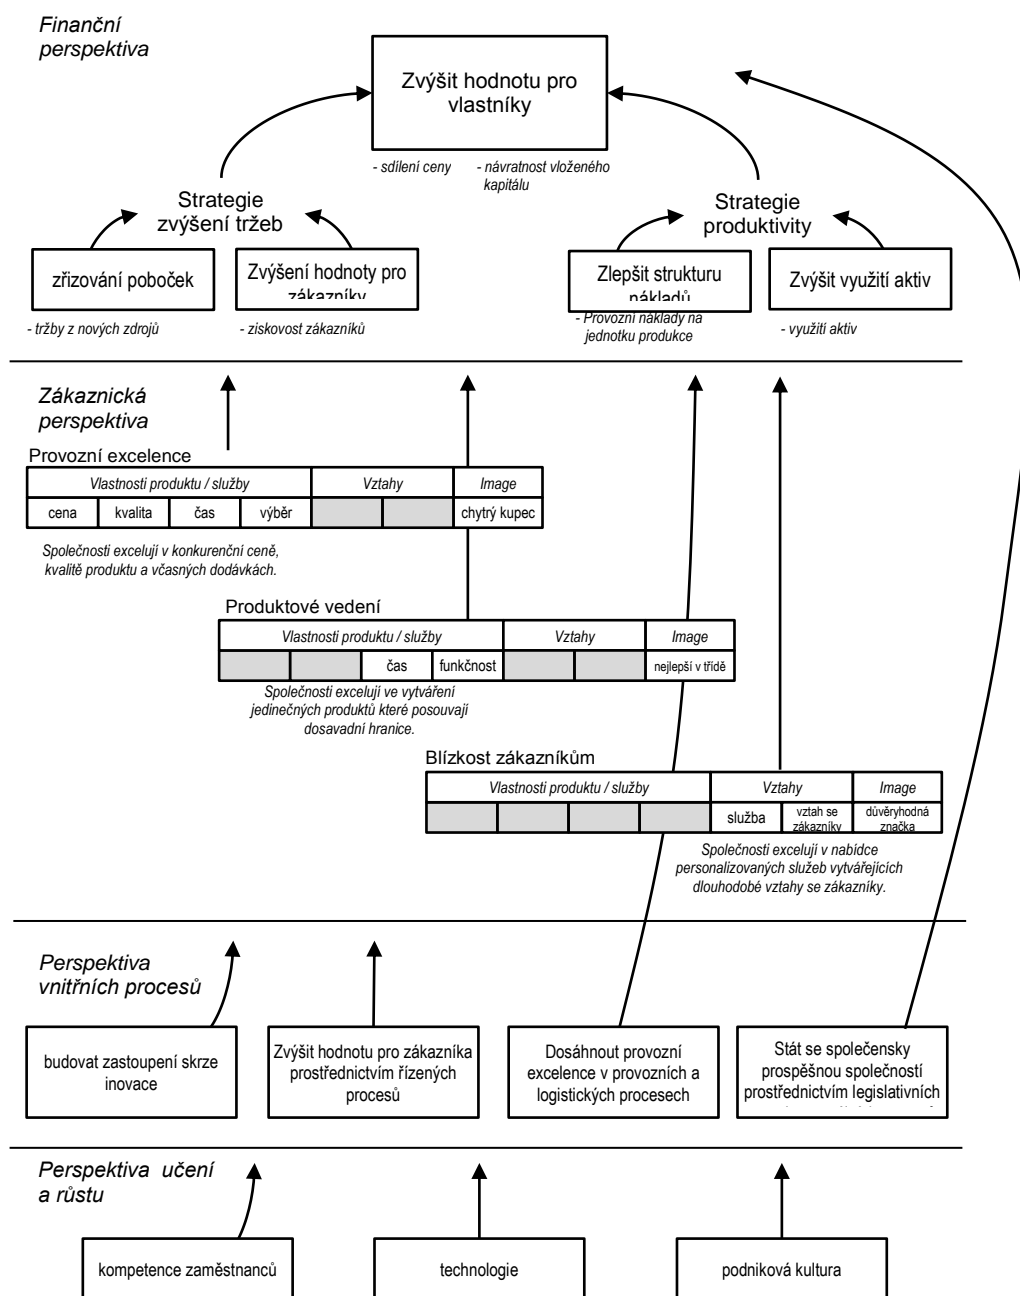 Finanční
perspektiva
Zvýšit hodnotu pro
vlastníky
- sdílení ceny
- návratnost vloženého
kapitálu
Strategie
zvýšení tržeb
Strategie
produktivity
zřizování poboček
Zvýšení hodnoty pro
zákazníky
Zlepšit strukturu
nákladů
Zvýšit využití aktiv
- tržby z nových zdrojů
- ziskovost zákazníků
- Provozní náklady na
jednotku produkce
- využití aktiv
Zákaznická
perspektiva
Provozní excelence
Vlastnosti produktu / služby
Vztahy
Image
cena
kvalita
čas
výběr
chytrý kupec
Společnosti excelují v konkurenční ceně,
kvalitě produktu a včasných dodávkách.
Produktové vedení
Vlastnosti produktu / služby
Vztahy
Image
čas
funkčnost
nejlepší v třídě
Společnosti excelují ve vytváření
jedinečných produktů které posouvají
dosavadní hranice.
Blízkost zákazníkům
Vlastnosti produktu / služby
Vztahy
Image
služba
vztah se
zákazníky
důvěryhodná
značka
Společnosti excelují v nabídce
personalizovaných služeb vytvářejících
dlouhodobé vztahy se zákazníky.
Perspektiva
vnitřních procesů
budovat zastoupení skrze
inovace
Zvýšit hodnotu pro zákazníka
prostřednictvím řízených
procesů
Dosáhnout provozní
excelence v provozních a
logistických procesech
Stát se společensky
prospěšnou společností
prostřednictvím legislativních
Perspektiva učení
a růstu
kompetence zaměstnanců
technologie
podniková kultura